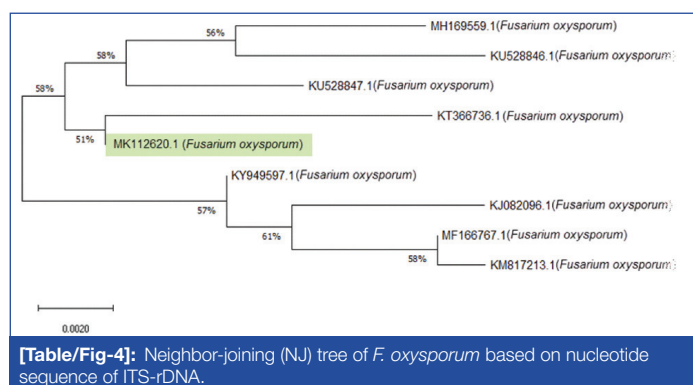 MH169559.1(Fusarium oxysporum)
56%
KU528846.1(Fusarium oxysporum)
58%
KU528847.1(Fusarium oxysporum)
58%
KT366736.1(Fusarium oxysporum)
51%
MK112620.1 (Fusarium oxysporum)
KY949597.1(Fusarium oxysporum)
57%
KJ082096.1(Fusarium oxysporum)
61%
MF166767.1(Fusarium oxysporum)
58%
KM817213.1(Fusarium oxysporum)
0.0020
[Table/Fig-4]: Neighbor-joining (NJ) tree of F. oxysporum based on nucleotide
sequence of ITS-rDNA.